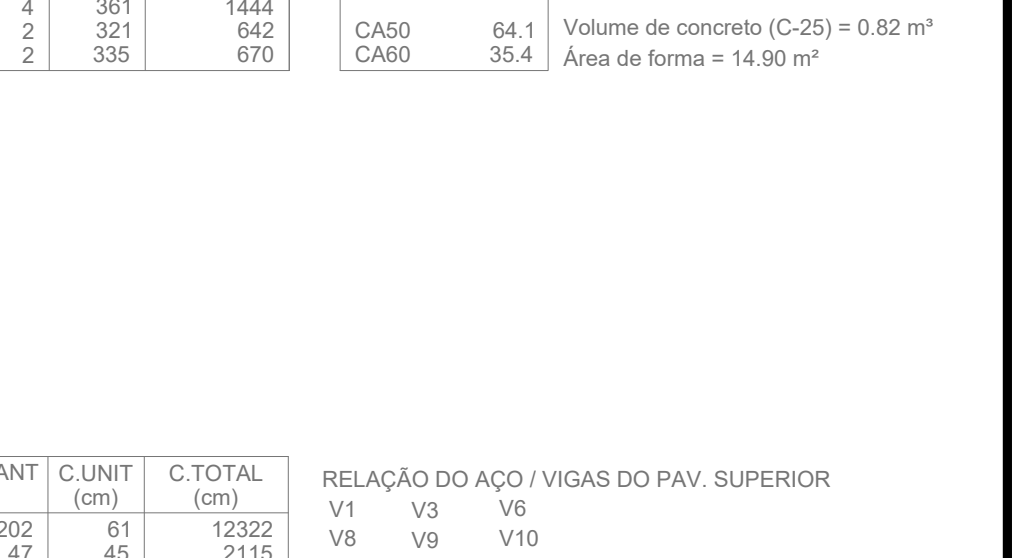 4 361 1444
2 321 642
2 335 670
CA50 64.1
CA60 35.4
Volume de concreto (C-25) = 0.82 m³
Área de forma = 14.90 m²
ANT C.UNIT C.TOTAL
(cm) (cm)
202 61 12322
47 45 2115
RELAÇÃO DO AÇO / VIGAS DO PAV. SUPERIOR
V1 V3 V6
V8 V9 V10